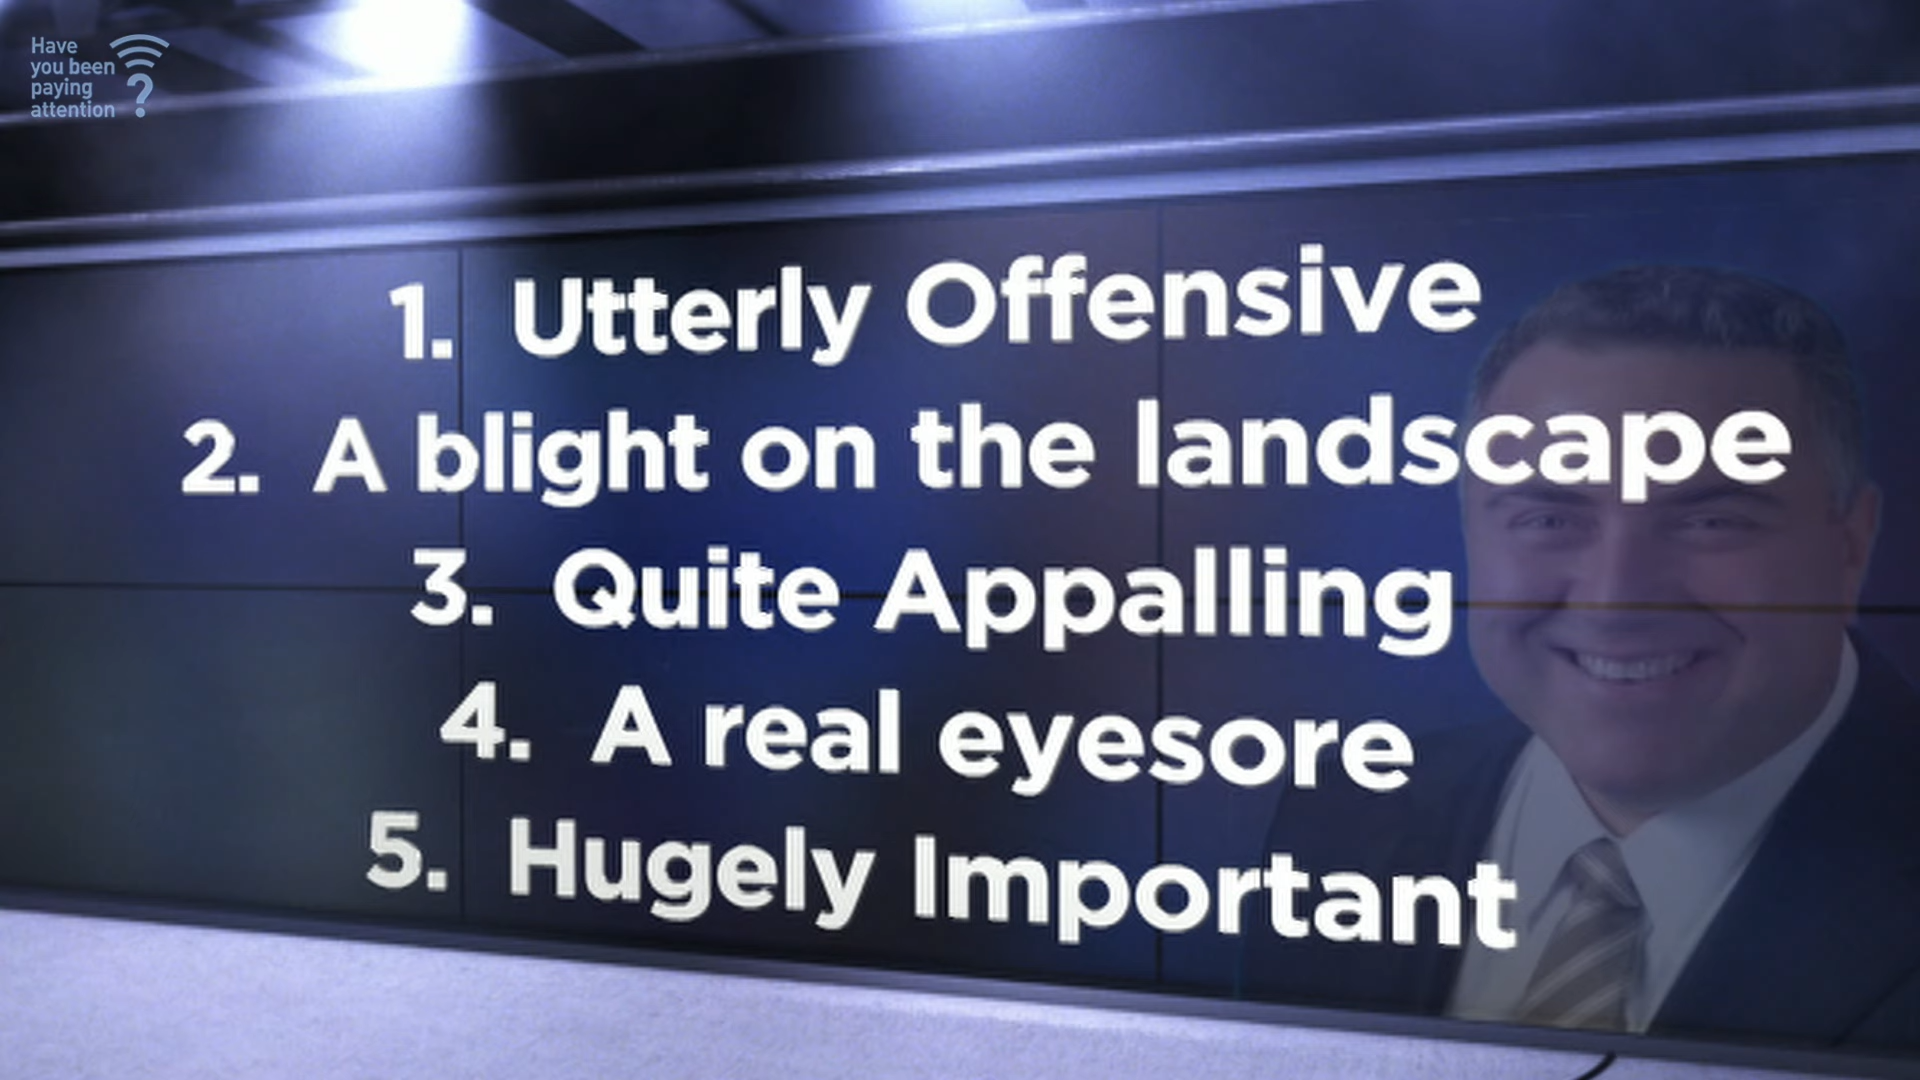 Have
you been
paying
attention
?
1. Utterly Offensive
2. A blight on the landscape
3. Quite Appalling
4. A real eyesore
5. Hugely Important